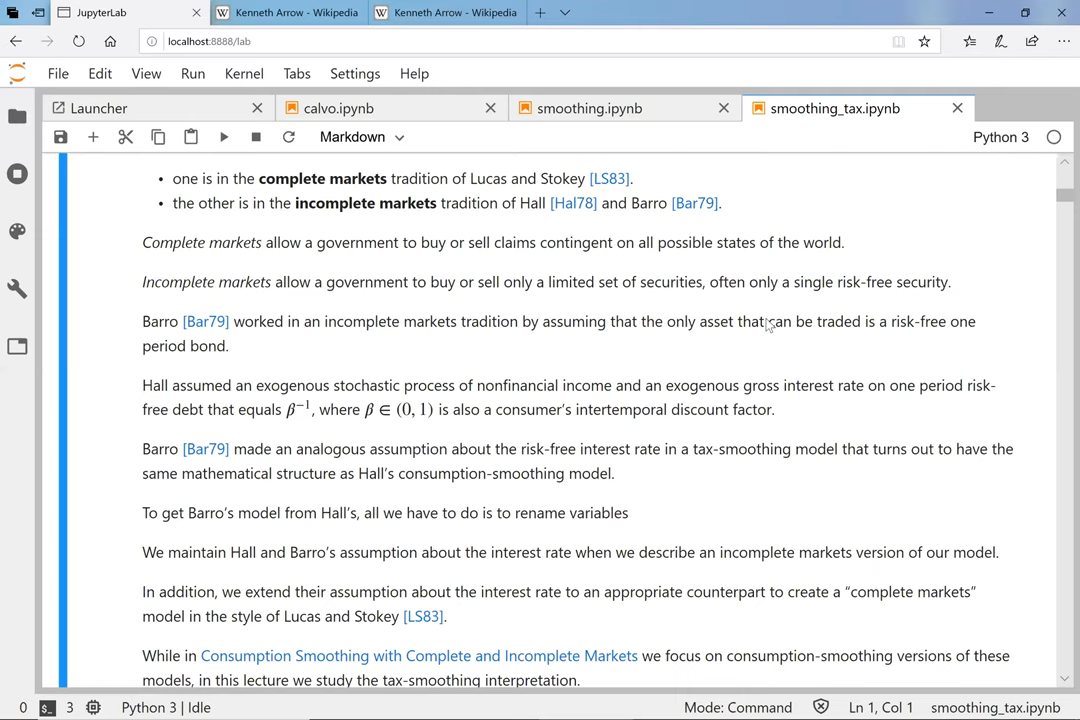 JupyterLab
Kenneth Arrow - Wikipedia
Kenneth Arrow - Wikipedia
localhost:8888/lab
File Edit View Run Kernel Tabs Settings Help
Launcher
calvo.ipynb
smoothing.ipynb
smoothing_tax.ipynb
Markdown
Python 3
• one is in the complete markets tradition of Lucas and Stokey [LS83].
• the other is in the incomplete markets tradition of Hall [Hal78] and Barro [Bar79].
Complete markets allow a government to buy or sell claims contingent on all possible states of the world.
Incomplete markets allow a government to buy or sell only a limited set of securities, often only a single risk-free security.
Barro [Bar79] worked in an incomplete markets tradition by assuming that the only asset that can be traded is a risk-free one
period bond.
Hall assumed an exogenous stochastic process of nonfinancial income and an exogenous gross interest rate on one period risk-
free debt that equals β⁻¹, where β ∈ (0, 1) is also a consumer's intertemporal discount factor.
Barro [Bar79] made an analogous assumption about the risk-free interest rate in a tax-smoothing model that turns out to have the
same mathematical structure as Hall's consumption-smoothing model.
To get Barro's model from Hall's, all we have to do is to rename variables
We maintain Hall and Barro's assumption about the interest rate when we describe an incomplete markets version of our model.
In addition, we extend their assumption about the interest rate to an appropriate counterpart to create a "complete markets"
model in the style of Lucas and Stokey [LS83].
While in Consumption Smoothing with Complete and Incomplete Markets we focus on consumption-smoothing versions of these
models, in this lecture we study the tax-smoothing interpretation.
0 $_ 3 Python 3 | Idle Mode: Command Ln 1, Col 1 smoothing_tax.ipynb